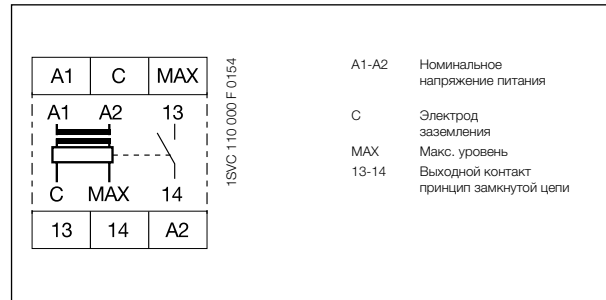 A1 C MAX
A1 A2 13
C MAX 14
13 14 A2
1SVC 110 000 F 0154
A1-A2 Номинальное
напряжение питания
C Электрод
заземления
MAX Макс. уровень
13-14 Выходной контакт
принцип замкнутой цепи